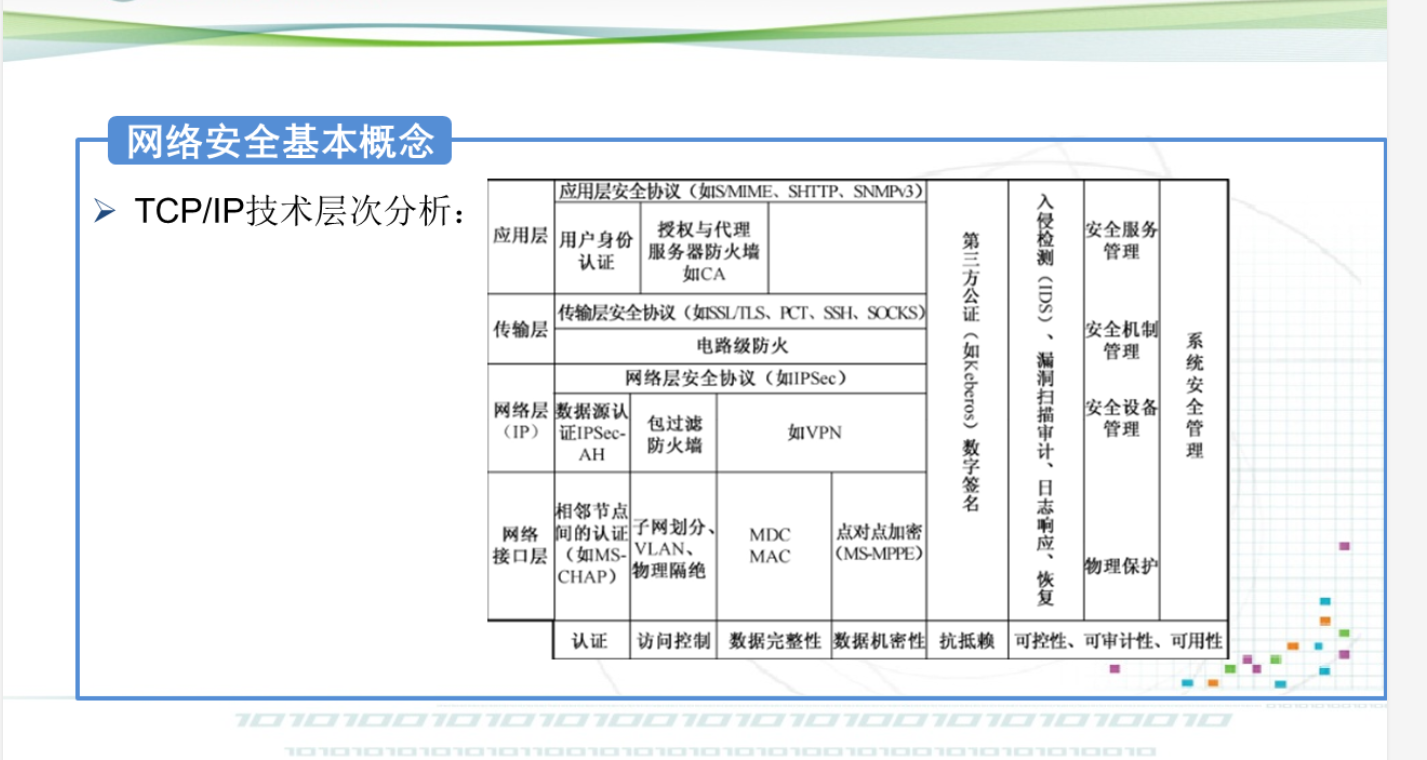 网络安全基本概念
➢ TCP/IP技术层次分析：
应用层
应用层安全协议（如S/MIME、SHTTP、SNMPv3）
用户身份
认证
授权与代理
服务器防火墙
如CA
传输层
传输层安全协议（如SSL/TLS、PCT、SSH、SOCKS）
电路级防火
网络层
（IP）
网络层安全协议（如IPSec）
数据源认
证IPSec-
AH
包过滤
防火墙
如VPN
网络
接口层
相邻节点
间的认证
（如MS-
CHAP）
子网划分、
VLAN、
物理隔绝
MDC
MAC
点对点加密
（MS-MPPE）
第三方公证（如Keberos）数字签名
入侵检测（IDS）、漏洞扫描审计、日志响应、恢复
安全服务
管理
安全机制
管理
安全设备
管理
物理保护
系统安全管理
认证
访问控制
数据完整性
数据机密性
抗抵赖
可控性、可审计性、可用性